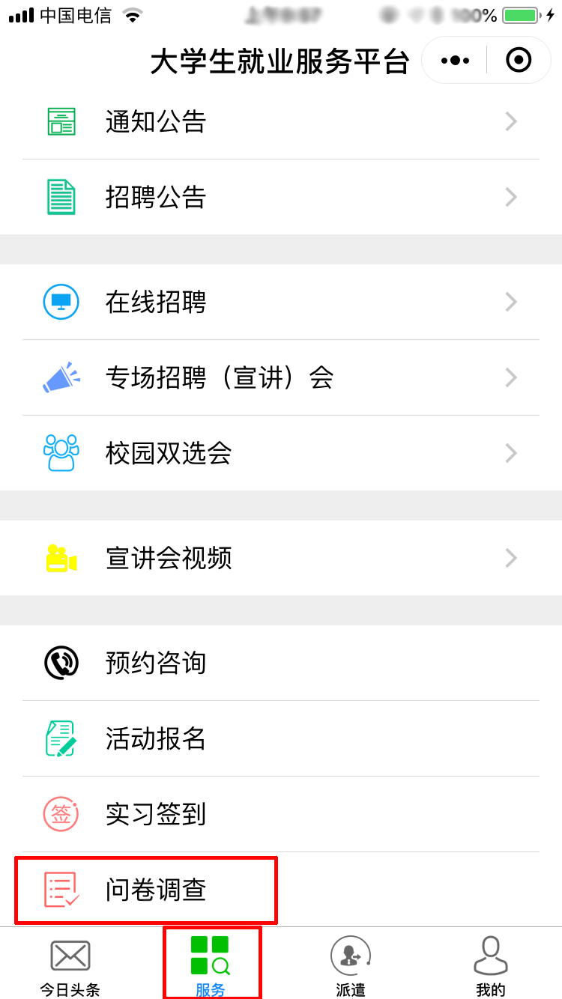 中国电信
100%
大学生就业服务平台
通知公告
招聘公告
在线招聘
专场招聘（宣讲）会
校园双选会
宣讲会视频
预约咨询
活动报名
签 实习签到
问卷调查
今日头条 服务 派遣 我的